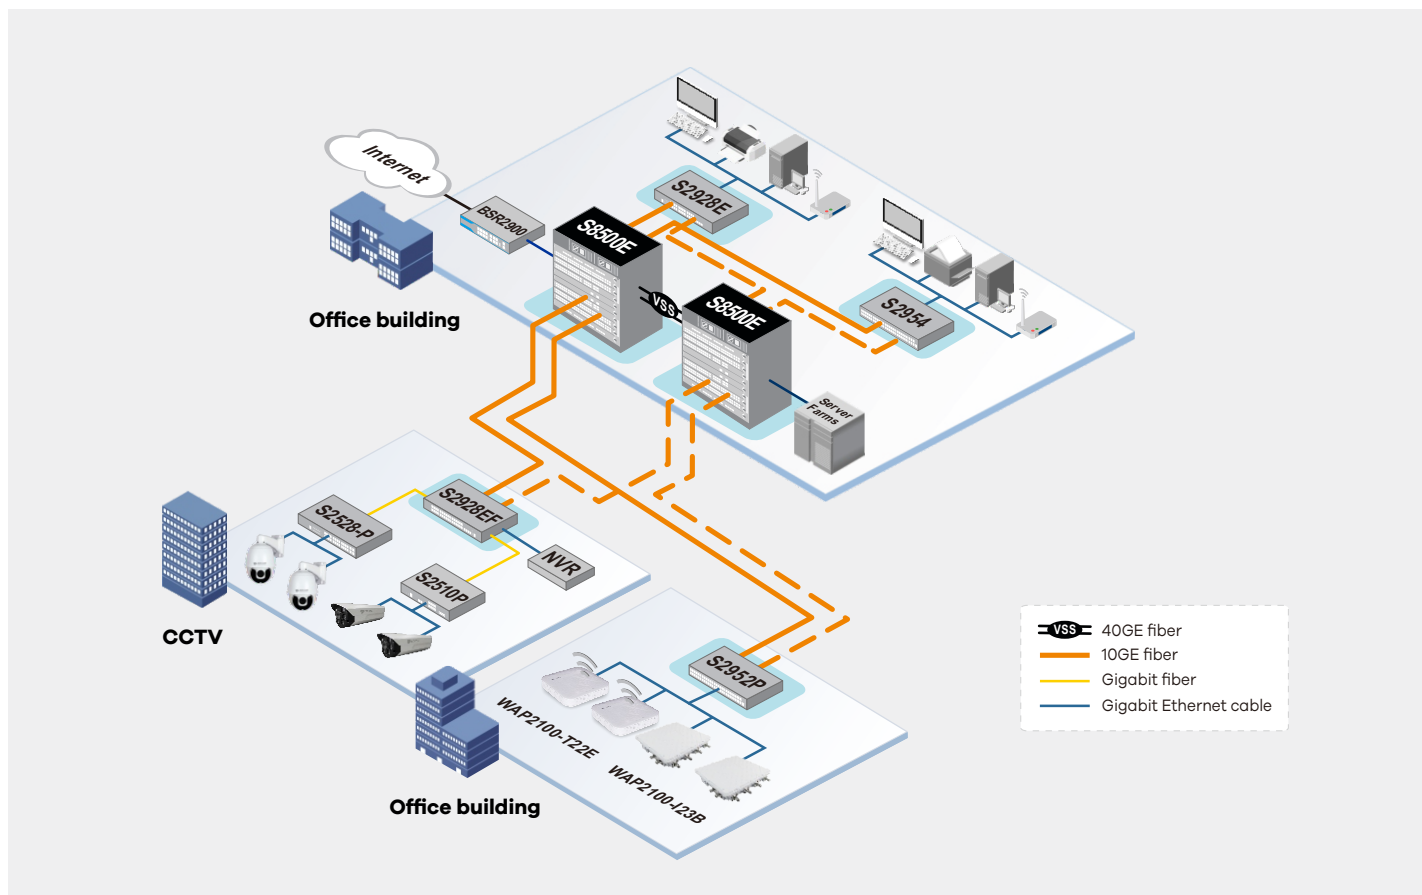 Internet
BSR2900
S2928E
S8500E
VSS
S8500E
S2954
Server
Farms
Office building
S2928EF
S2528-P
NVR
S2510P
CCTV
S2952P
WAP2100-T22E
WAP2100-I23B
Office building
VSS
40GE fiber
10GE fiber
Gigabit fiber
Gigabit Ethernet cable